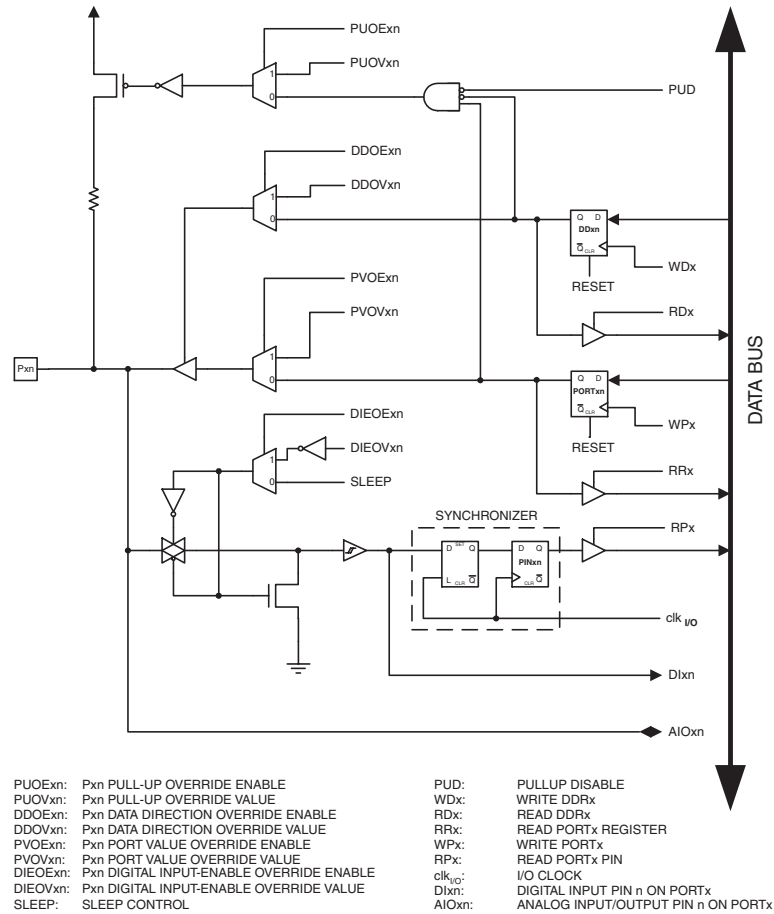 PUOExn
PUOVxn
1
0
PUD
DDOExn
DDOVxn
1
0
Q D
DDxn
Q CLR
WDx
RESET
RDx
PVOExn
PVOVxn
1
0
Pxn
Q D
PORTxn
Q CLR
WPx
RESET
RRx
DATA BUS
DIEOExn
DIEOVxn
1
0
SLEEP
SYNCHRONIZER
RPx
D SET Q
L CLR Q
D Q
PINxn
CLR Q
clk I/O
DIxn
AIOxn
PUOExn: Pxn PULL-UP OVERRIDE ENABLE
PUOVxn: Pxn PULL-UP OVERRIDE VALUE
DDOExn: Pxn DATA DIRECTION OVERRIDE ENABLE
DDOVxn: Pxn DATA DIRECTION OVERRIDE VALUE
PVOExn: Pxn PORT VALUE OVERRIDE ENABLE
PVOVxn: Pxn PORT VALUE OVERRIDE VALUE
DIEOExn: Pxn DIGITAL INPUT-ENABLE OVERRIDE ENABLE
DIEOVxn: Pxn DIGITAL INPUT-ENABLE OVERRIDE VALUE
SLEEP: SLEEP CONTROL
PUD: PULLUP DISABLE
WDx: WRITE DDRx
RDx: READ DDRx
RRx: READ PORTx REGISTER
WPx: WRITE PORTx
RPx: READ PORTx PIN
clkI/O: I/O CLOCK
DIxn: DIGITAL INPUT PIN n ON PORTx
AIOxn: ANALOG INPUT/OUTPUT PIN n ON PORTx